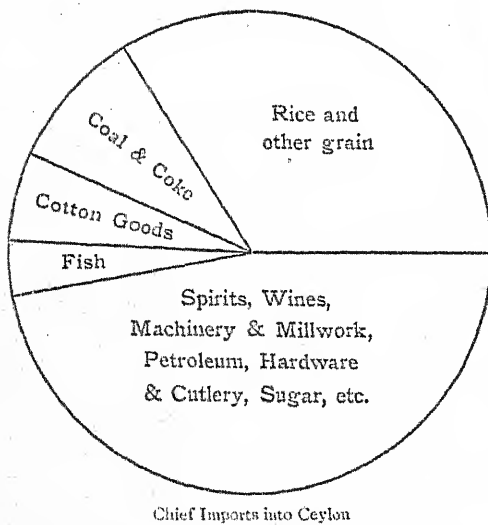 Rice and
other grain
Coal & Coke
Cotton Goods
Fish
Spirits, Wines,
Machinery & Millwork,
Petroleum, Hardware
& Cutlery, Sugar, etc.
Chief Imports into Ceylon